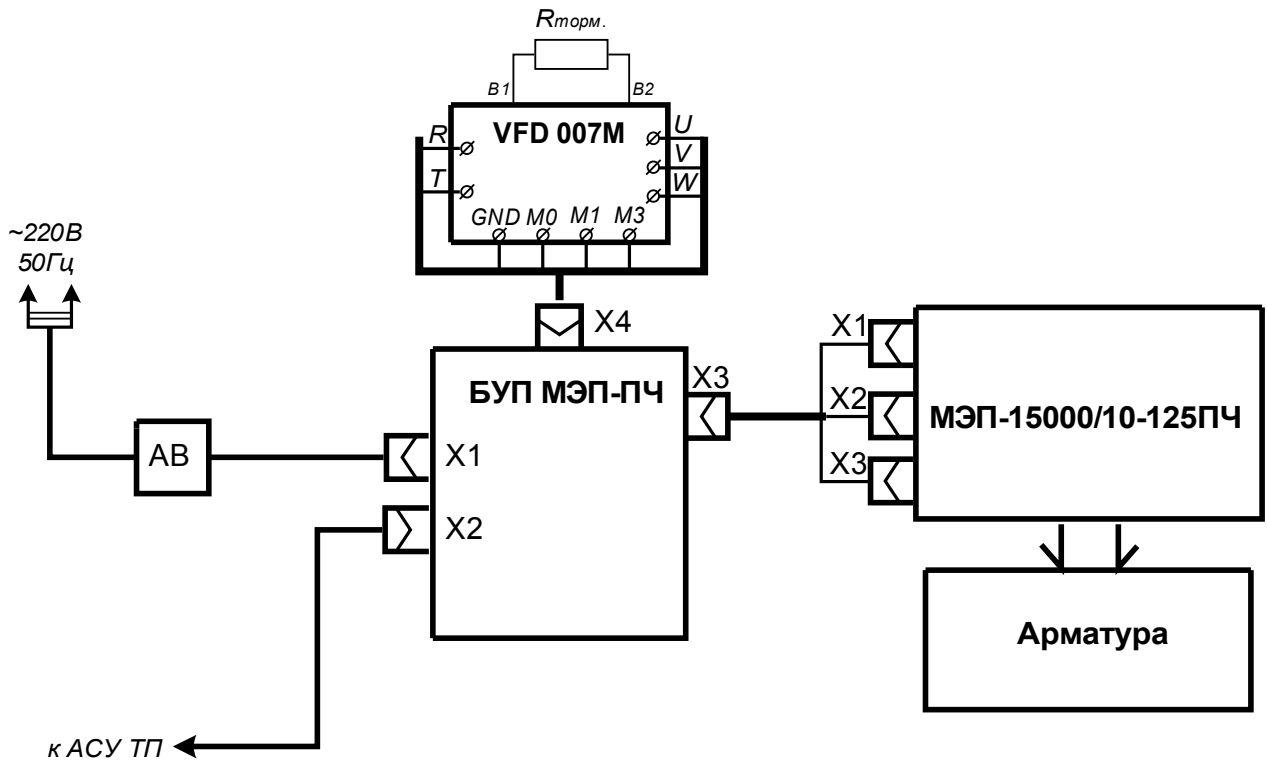 Rторм.
B1
B2
VFD 007M
R
T
U
V
W
GND M0 M1 M3
~220В
50Гц
X4
БУП МЭП-ПЧ
X3
АВ
X1
X2
X1
X2
X3
МЭП-15000/10-125ПЧ
Арматура
к АСУ ТП